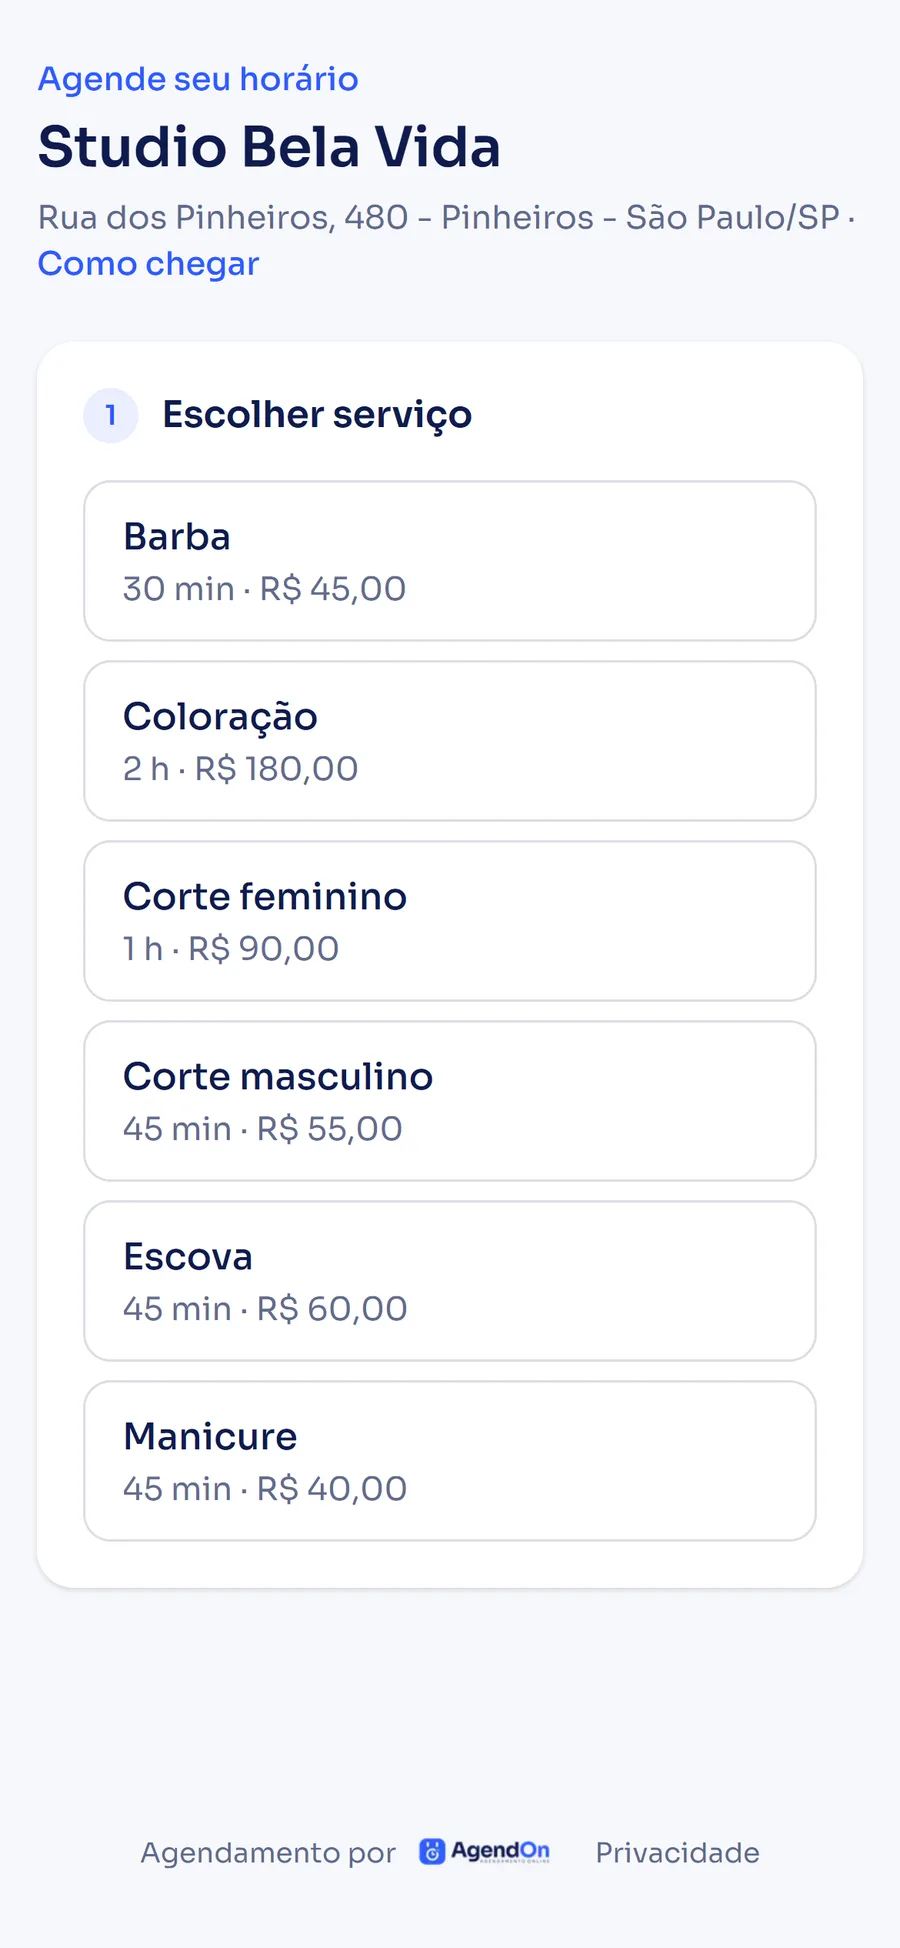 Agende seu horário
Studio Bela Vida
Rua dos Pinheiros, 480 - Pinheiros - São Paulo/SP ·
Como chegar
1 Escolher serviço
Barba
30 min · R$ 45,00
Coloração
2 h · R$ 180,00
Corte feminino
1 h · R$ 90,00
Corte masculino
45 min · R$ 55,00
Escova
45 min · R$ 60,00
Manicure
45 min · R$ 40,00
Agendamento por AgendOn Privacidade
AGENDAMENTO ONLINE